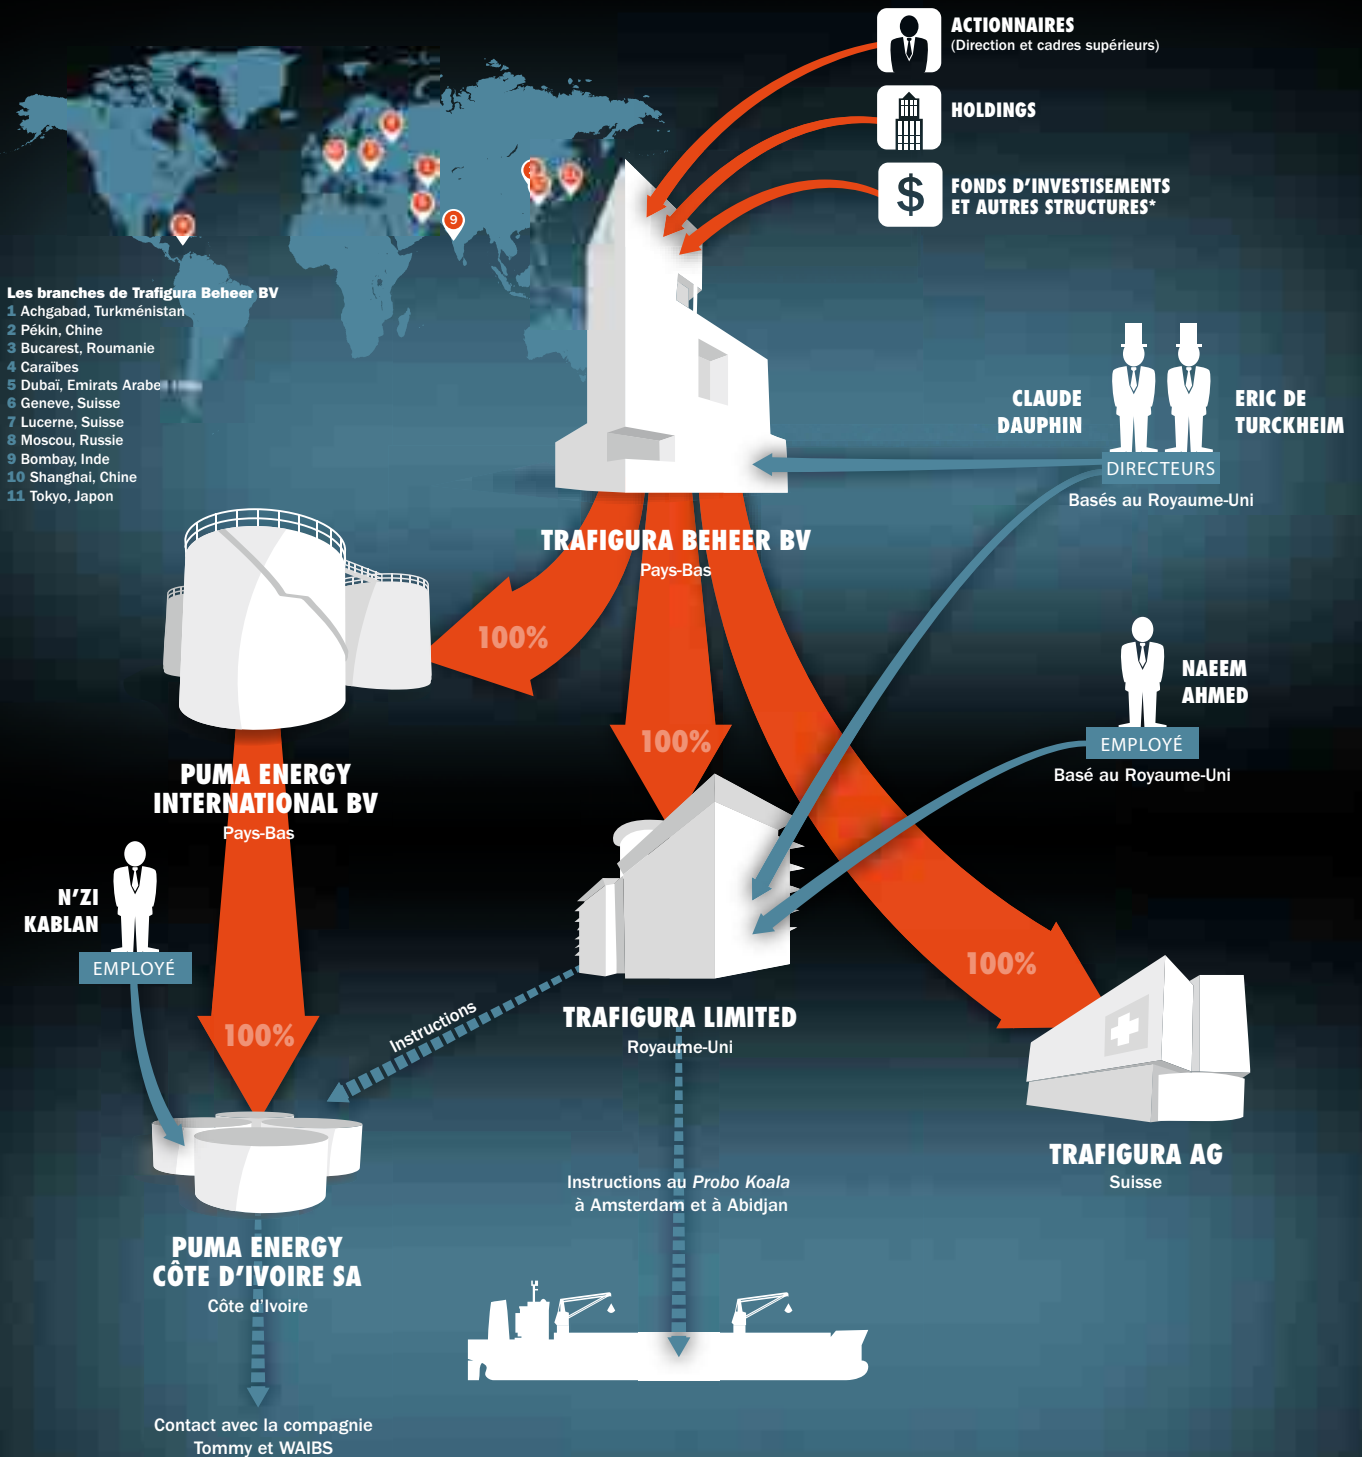 ACTIONNAIRES
(Direction et cadres supérieurs)
HOLDINGS
$
FONDS D'INVESTISEMENTS
ET AUTRES STRUCTURES*
9
Les branches de Trafigura Beheer BV
1 Achgabad, Turkménistan
2 Pékin, Chine
3 Bucarest, Roumanie
4 Caraïbes
5 Dubaï, Emirats Arabe
6 Geneve, Suisse
7 Lucerne, Suisse
8 Moscou, Russie
9 Bombay, Inde
10 Shanghai, Chine
11 Tokyo, Japon
CLAUDE
DAUPHIN
ERIC DE
TURCKHEIM
DIRECTEURS
Basés au Royaume-Uni
TRAFIGURA BEHEER BV
Pays-Bas
100%
100%
100%
NAEEM
AHMED
EMPLOYÉ
Basé au Royaume-Uni
PUMA ENERGY
INTERNATIONAL BV
Pays-Bas
N'ZI
KABLAN
EMPLOYÉ
100%
Instructions
TRAFIGURA LIMITED
Royaume-Uni
TRAFIGURA AG
Suisse
Instructions au Probo Koala
à Amsterdam et à Abidjan
PUMA ENERGY
CÔTE D'IVOIRE SA
Côte d'Ivoire
Contact avec la compagnie
Tommy et WAIBS